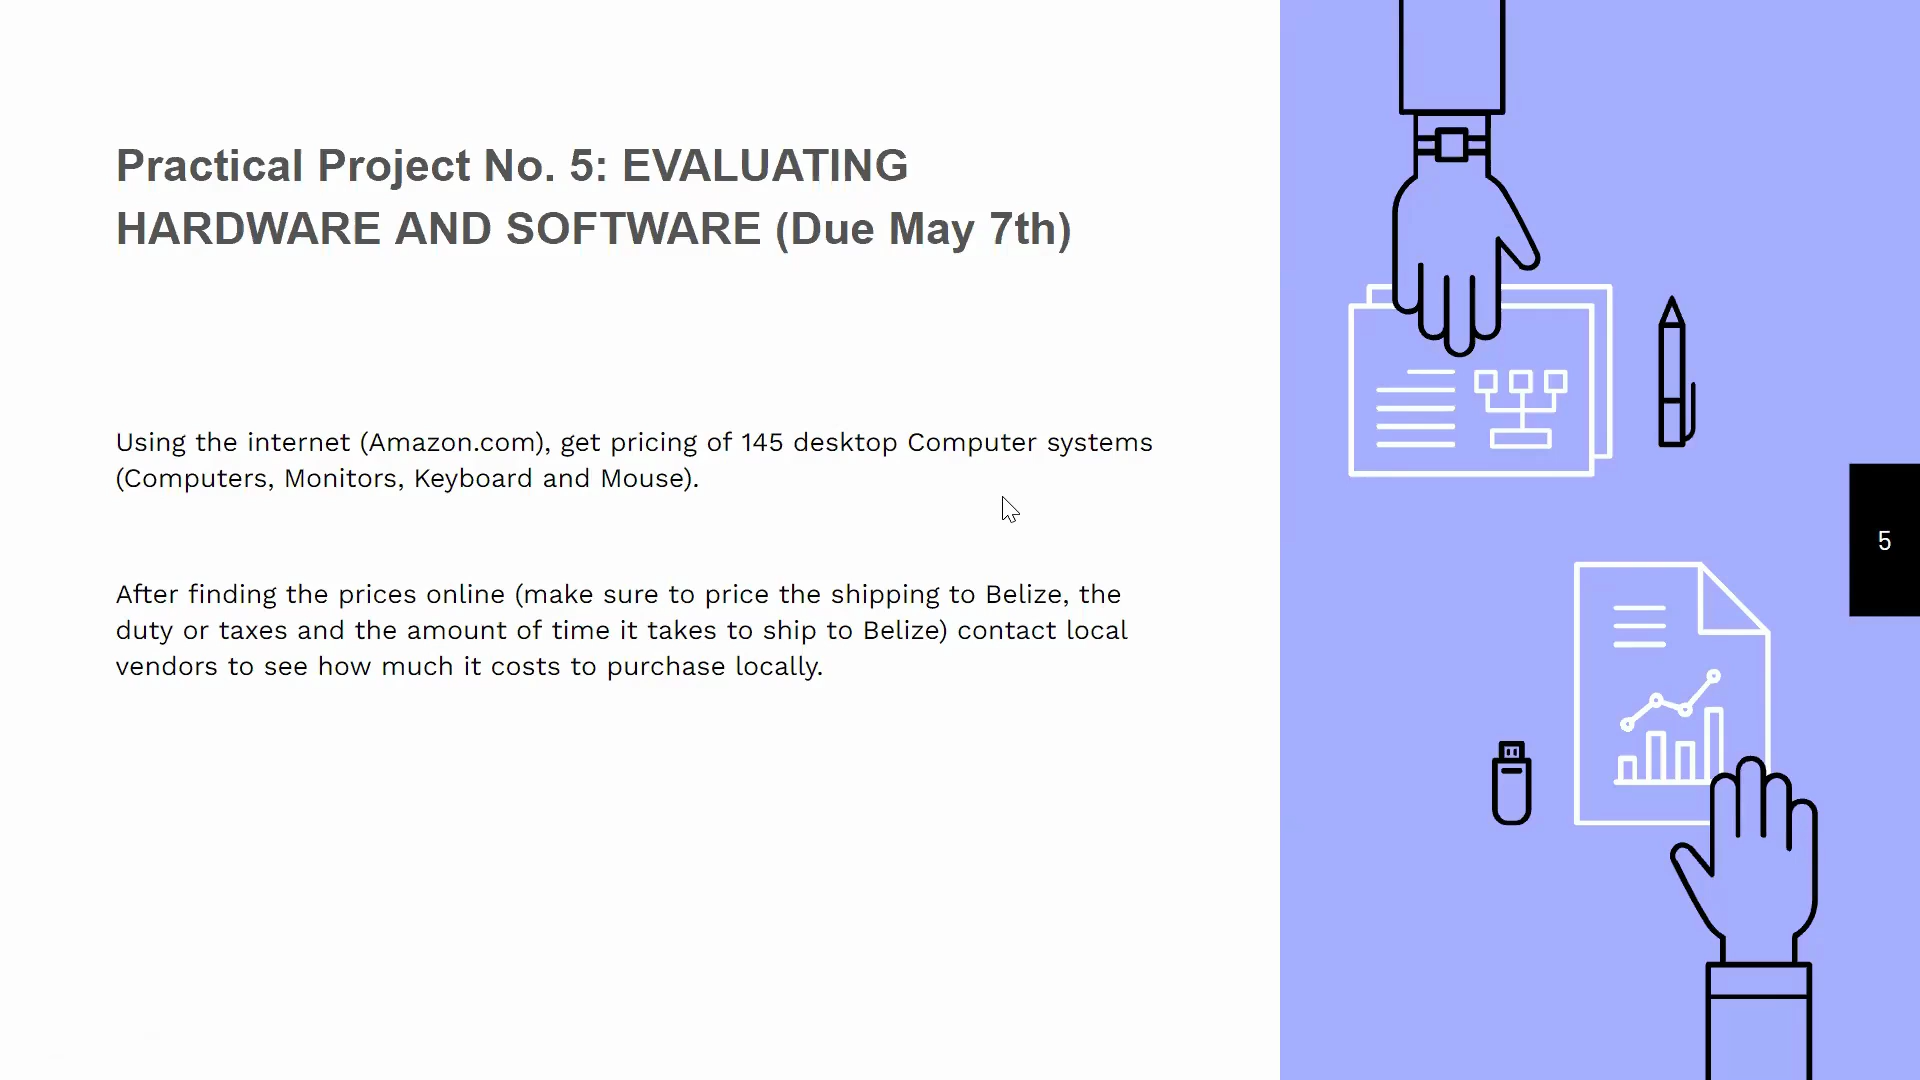 Practical Project No. 5: EVALUATING
HARDWARE AND SOFTWARE (Due May 7th)
Using the internet (Amazon.com), get pricing of 145 desktop Computer systems
(Computers, Monitors, Keyboard and Mouse).
After finding the prices online (make sure to price the shipping to Belize, the
duty or taxes and the amount of time it takes to ship to Belize) contact local
vendors to see how much it costs to purchase locally.
5